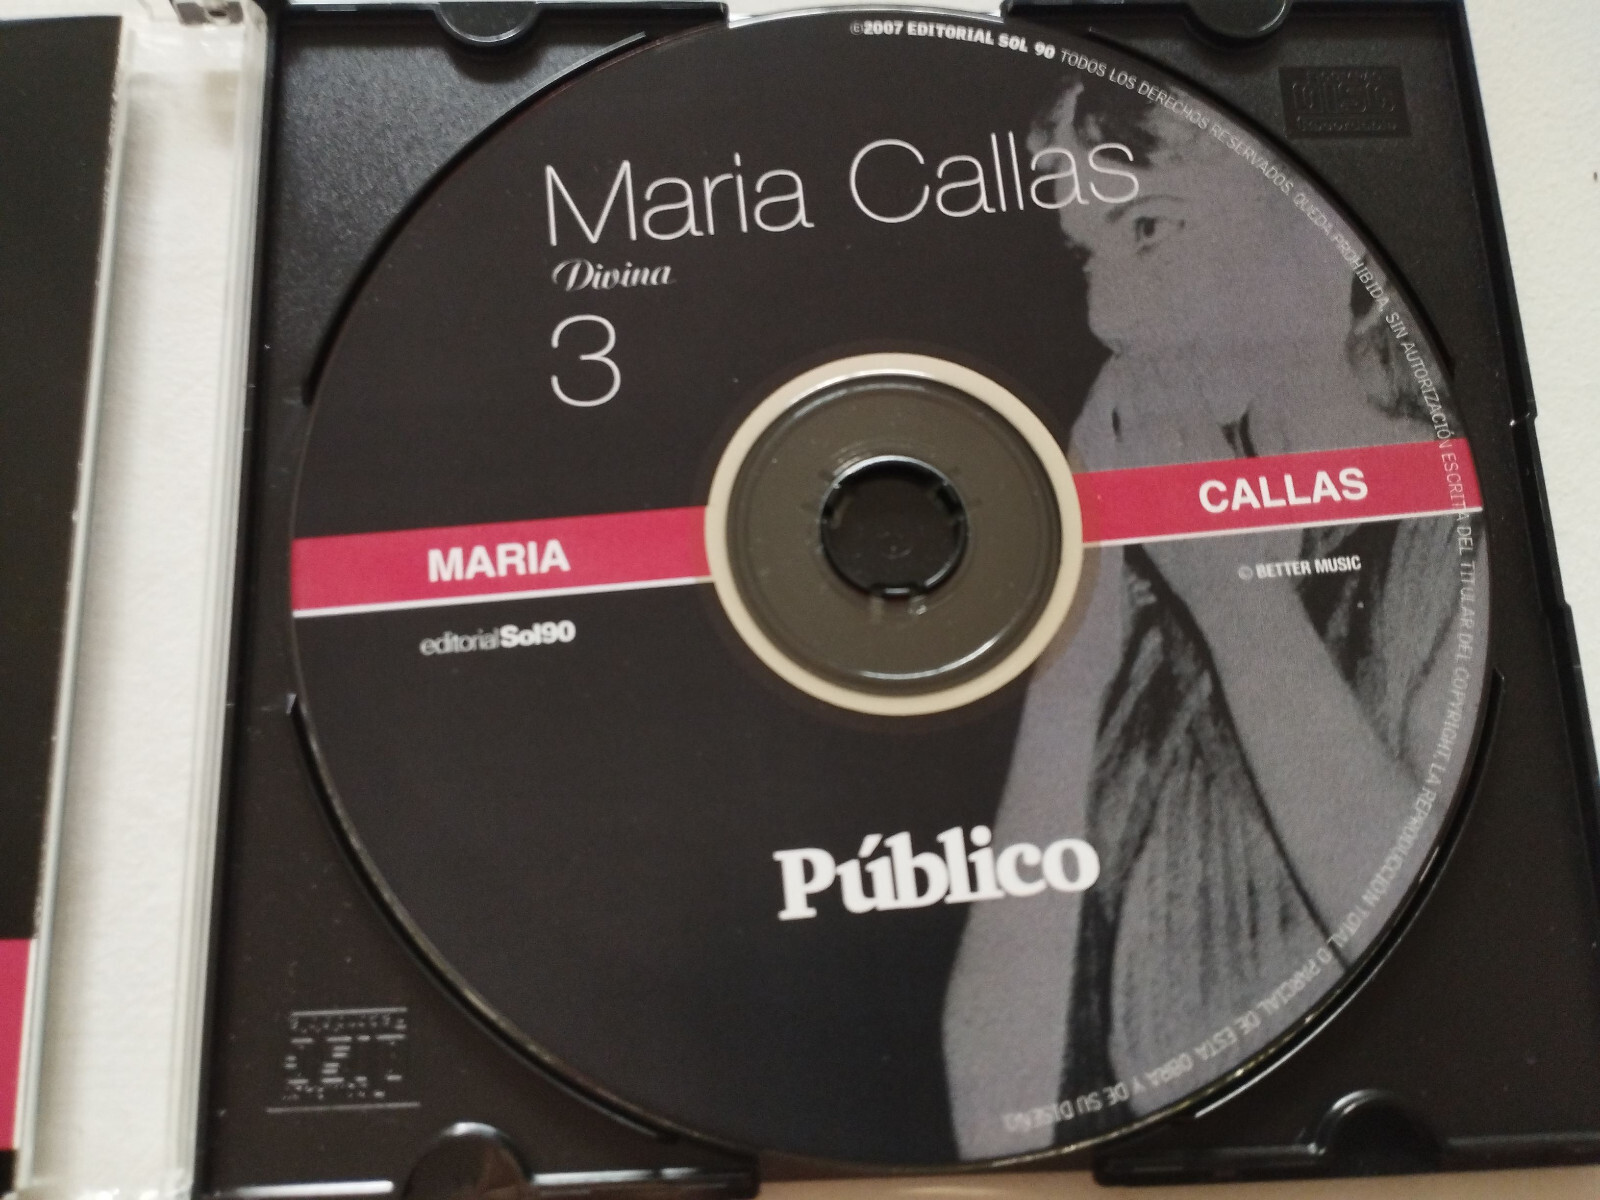 ©2007 EDITORIAL SOL 90 TODOS LOS DERECHOS RESERVADOS. QUEDA PROHIBIDA, SIN AUTORIZACIÓN ESCRITA DEL TITULAR DEL COPYRIGHT, LA REPRODUCCIÓN TOTAL O PARCIAL DE ESTA OBRA Y DE SU DISEÑO
Maria Callas
Divina
3
MARIA
CALLAS
editorialSol90
© BETTER MUSIC
Público